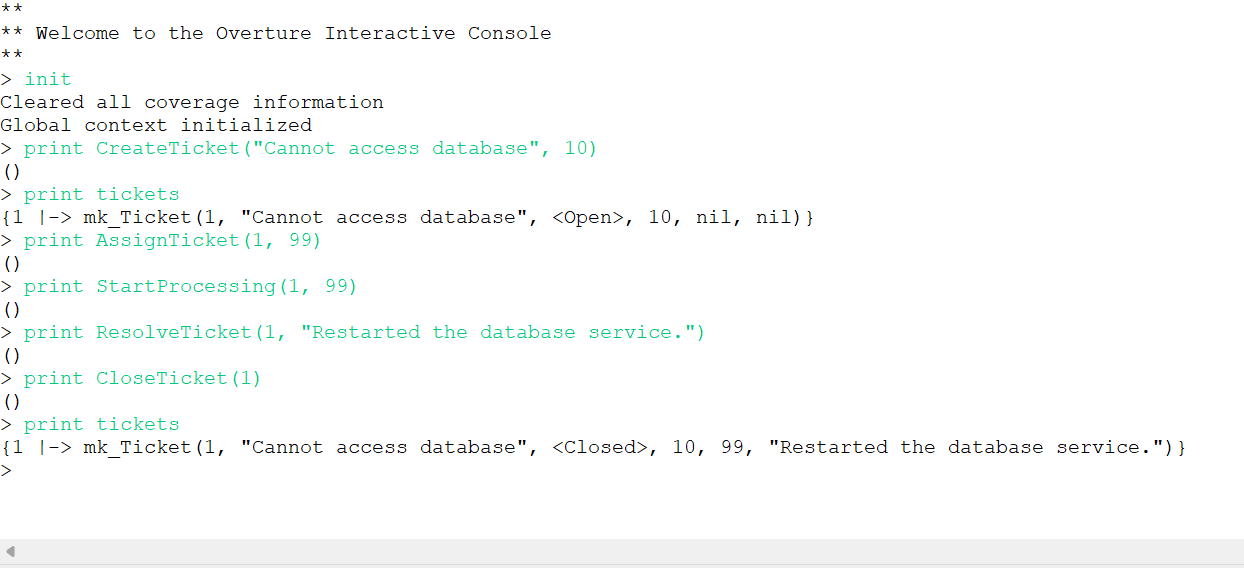 **
** Welcome to the Overture Interactive Console
**
> init
Cleared all coverage information
Global context initialized
> print CreateTicket("Cannot access database", 10)
()
> print tickets
{1 |-> mk_Ticket(1, "Cannot access database", <Open>, 10, nil, nil)}
> print AssignTicket(1, 99)
()
> print StartProcessing(1, 99)
()
> print ResolveTicket(1, "Restarted the database service.")
()
> print CloseTicket(1)
()
> print tickets
{1 |-> mk_Ticket(1, "Cannot access database", <Closed>, 10, 99, "Restarted the database service.")}
>